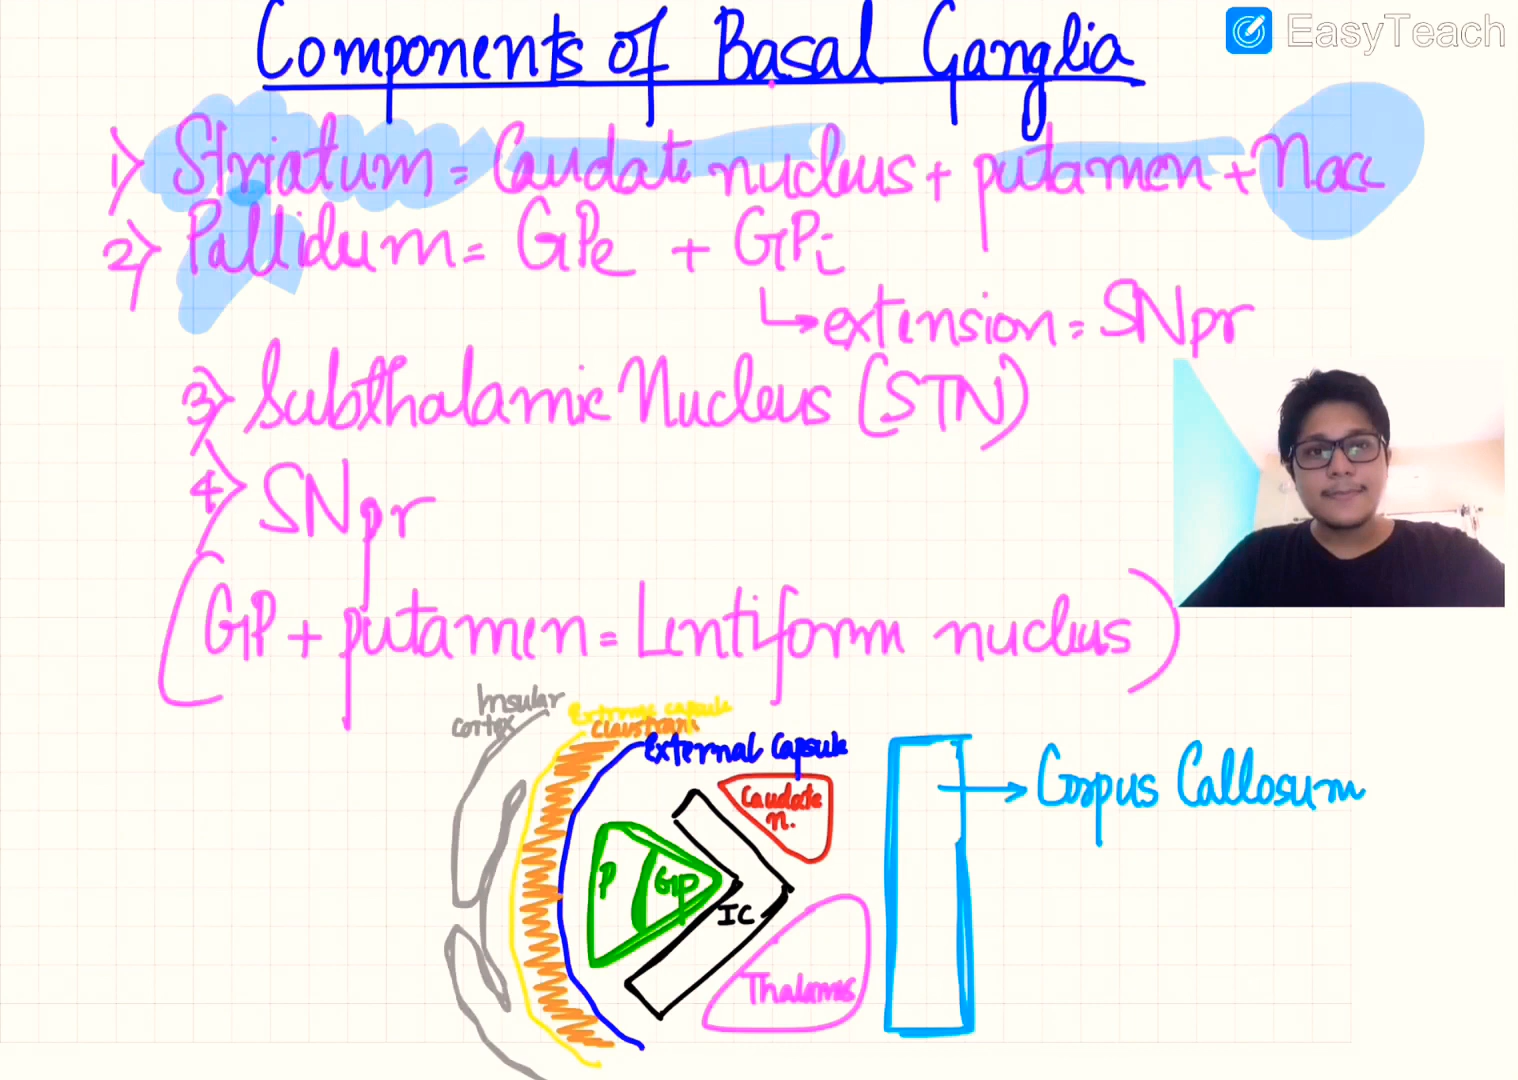 Components of Basal Ganglia
EasyTeach
1) Striatum = Caudate nucleus + putamen + Nacc
2) Pallidum = GPe + GPi
→ extension = SNpr
3) Subthalamic Nucleus (STN)
4) SNpr
(GP + putamen = Lentiform nucleus)
Insular
cortex
Extreme capsule
Claustrum
External Capsule
Caudate
n.
→ Corpus Callosum
P
GP
IC
Thalamus